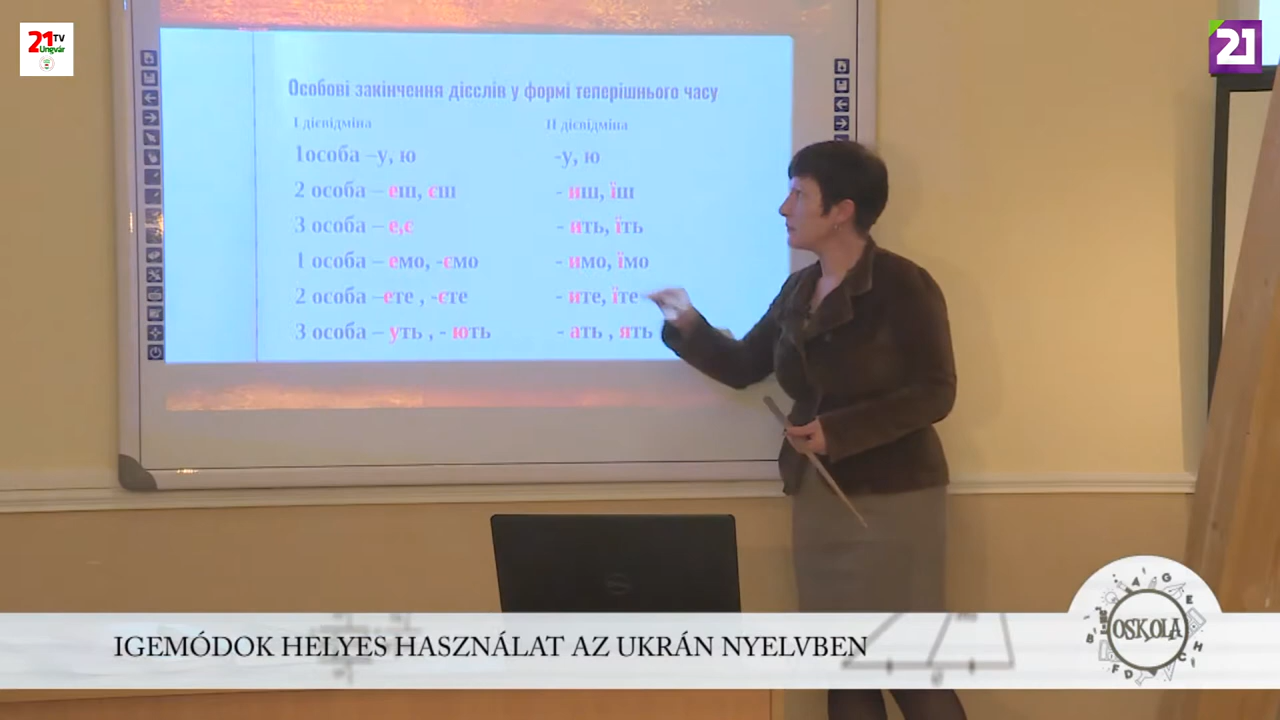 21 TV
Ungvár
21
Особові закінчення дієслів у формі теперішнього часу
І дієвідміна ІІ дієвідміна
1особа –у, ю -у, ю
2 особа – еш, єш - иш, їш
3 особа – е,є - ить, їть
1 особа – емо, -ємо - имо, їмо
2 особа –ете , -єте - ите, їте
3 особа – уть , - ють - ать , ять
IGEMÓDOK HELYES HASZNÁLAT AZ UKRÁN NYELVBEN
OSKOLA